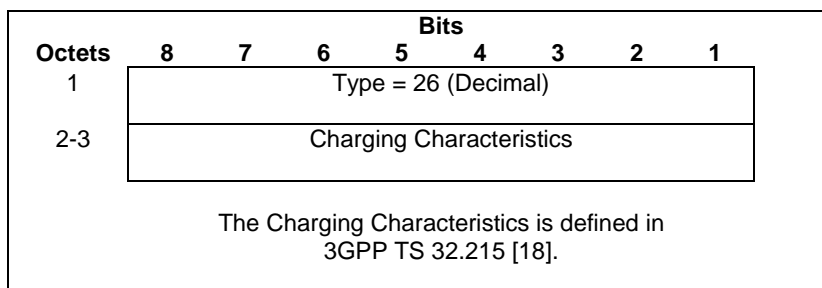 Bits
Octets 8 7 6 5 4 3 2 1
1 Type = 26 (Decimal)
2-3 Charging Characteristics
The Charging Characteristics is defined in
3GPP TS 32.215 [18].